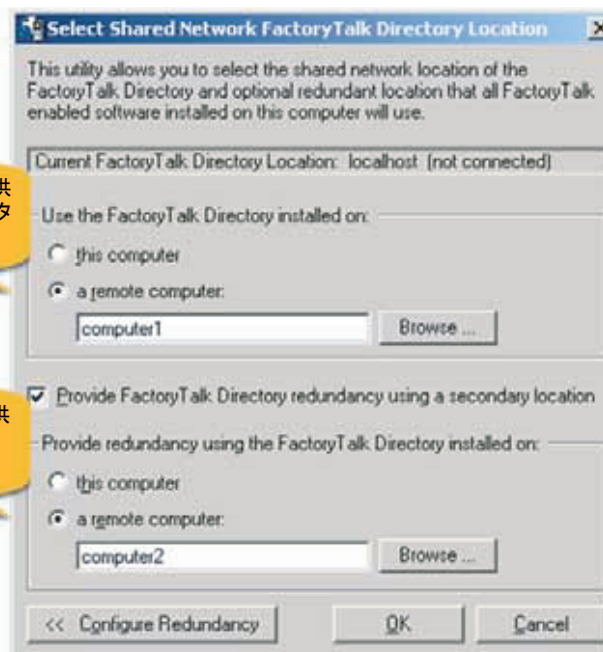 Select Shared Network FactoryTalk Directory Location
This utility allows you to select the shared network location of the
FactoryTalk Directory and optional redundant location that all FactoryTalk
enabled software installed on this computer will use.
Current FactoryTalk Directory Location: localhost (not connected)
供
タ
Use the FactoryTalk Directory installed on:
this computer
a remote computer:
computer1
Browse ...
Provide FactoryTalk Directory redundancy using a secondary location
供
Provide redundancy using the FactoryTalk Directory installed on:
this computer
a remote computer:
computer2
Browse ...
<< Configure Redundancy
OK
Cancel